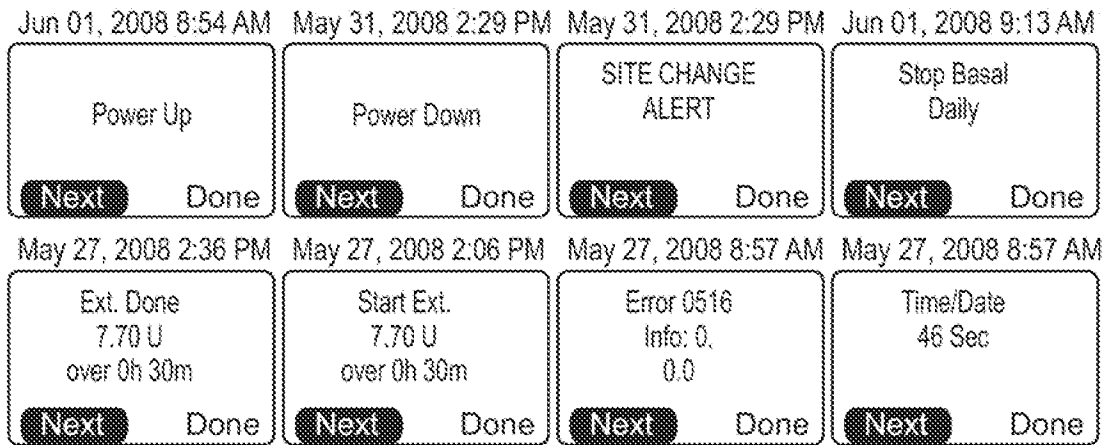 Jun 01, 2008 8:54 AM
Power Up
Next Done
May 31, 2008 2:29 PM
Power Down
Next Done
May 31, 2008 2:29 PM
SITE CHANGE
ALERT
Next Done
Jun 01, 2008 9:13 AM
Stop Basal
Daily
Next Done
May 27, 2008 2:36 PM
Ext. Done
7.70 U
over 0h 30m
Next Done
May 27, 2008 2:06 PM
Start Ext.
7.70 U
over 0h 30m
Next Done
May 27, 2008 8:57 AM
Error 0516
Info: 0.
0.0
Next Done
May 27, 2008 8:57 AM
Time/Date
46 Sec
Next Done